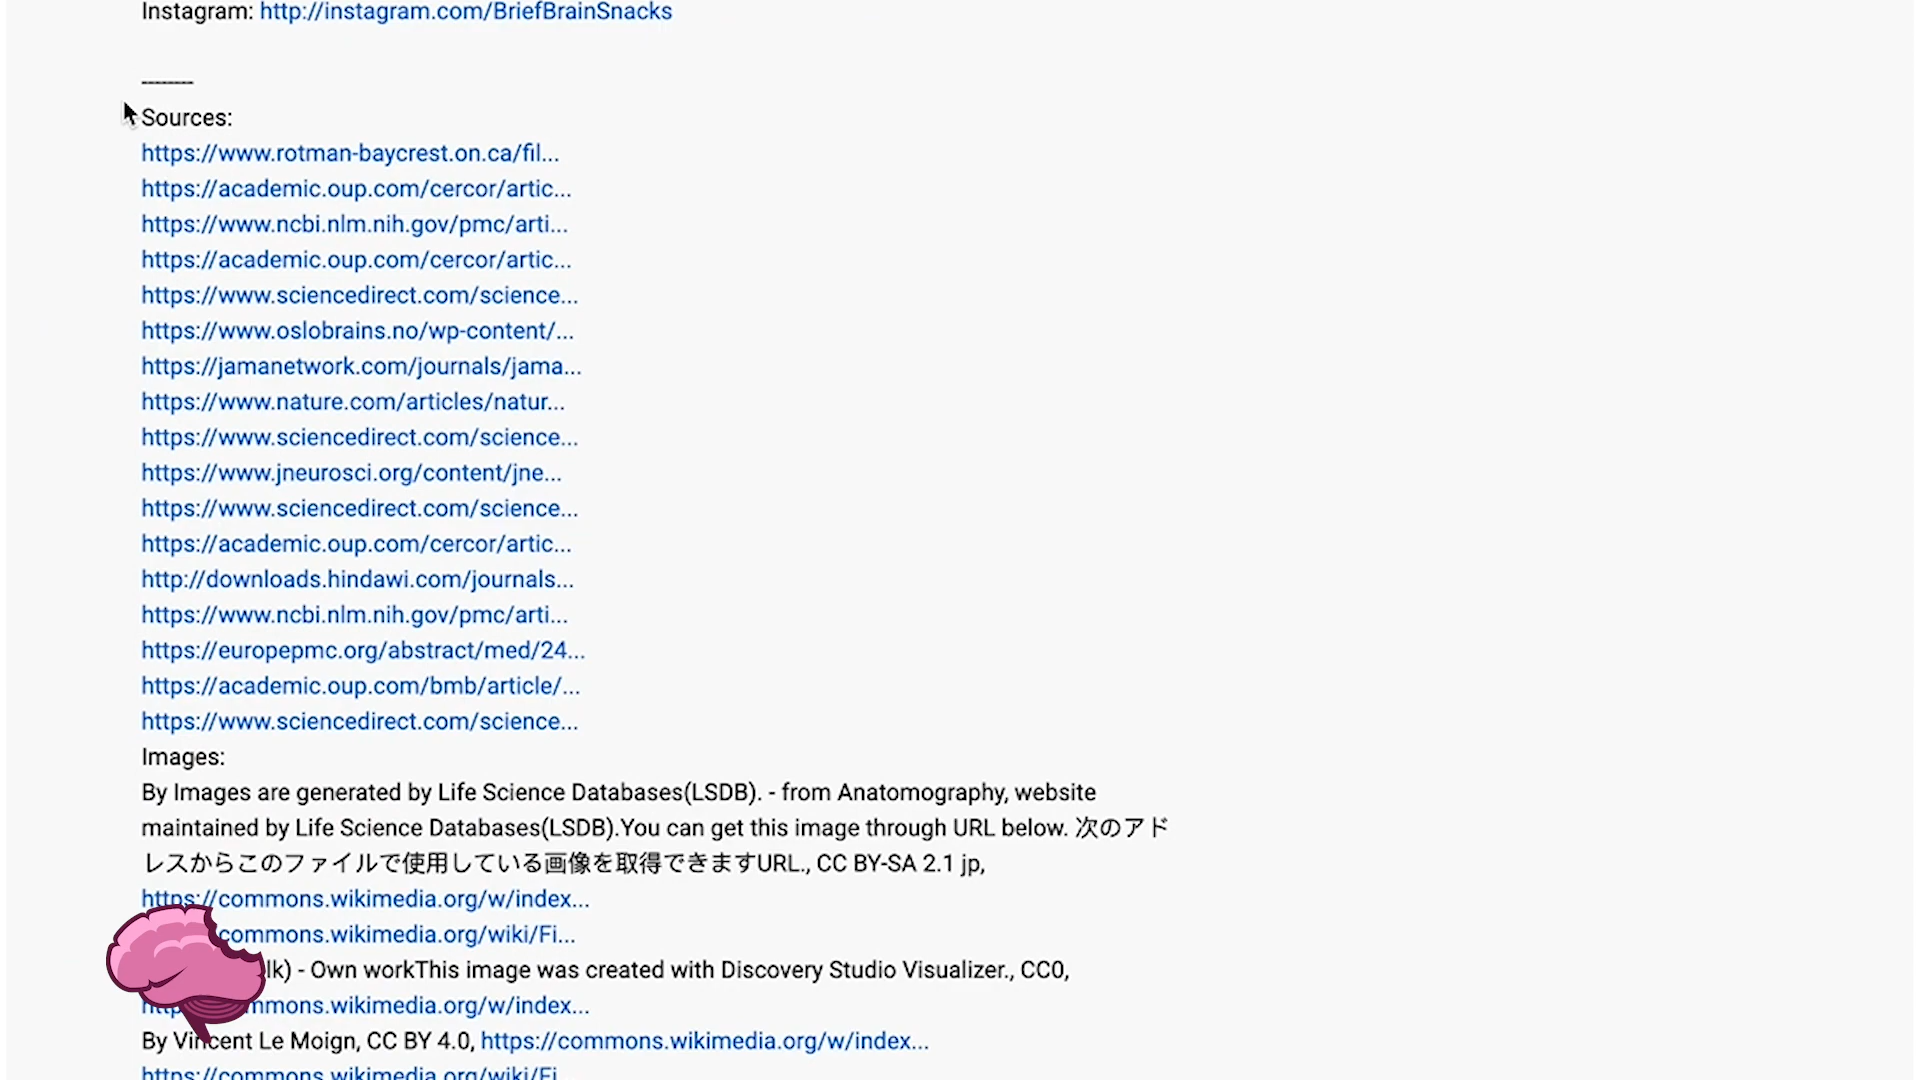 Instagram: http://instagram.com/BriefBrainSnacks
--------
Sources:
https://www.rotman-baycrest.on.ca/fil...
https://academic.oup.com/cercor/artic...
https://www.ncbi.nlm.nih.gov/pmc/arti...
https://academic.oup.com/cercor/artic...
https://www.sciencedirect.com/science...
https://www.oslobrains.no/wp-content/...
https://jamanetwork.com/journals/jama...
https://www.nature.com/articles/natur...
https://www.sciencedirect.com/science...
https://www.jneurosci.org/content/jne...
https://www.sciencedirect.com/science...
https://academic.oup.com/cercor/artic...
http://downloads.hindawi.com/journals...
https://www.ncbi.nlm.nih.gov/pmc/arti...
https://europepmc.org/abstract/med/24...
https://academic.oup.com/bmb/article/...
https://www.sciencedirect.com/science...
Images:
By Images are generated by Life Science Databases(LSDB). - from Anatomography, website
maintained by Life Science Databases(LSDB).You can get this image through URL below. 次のアド
レスからこのファイルで使用している画像を取得できますURL., CC BY-SA 2.1 jp,
https://commons.wikimedia.org/w/index...
commons.wikimedia.org/wiki/Fi...
lk) - Own workThis image was created with Discovery Studio Visualizer., CC0,
mmons.wikimedia.org/w/index...
By Vincent Le Moign, CC BY 4.0, https://commons.wikimedia.org/w/index...
https://commons.wikimedia.org/wiki/Fi...